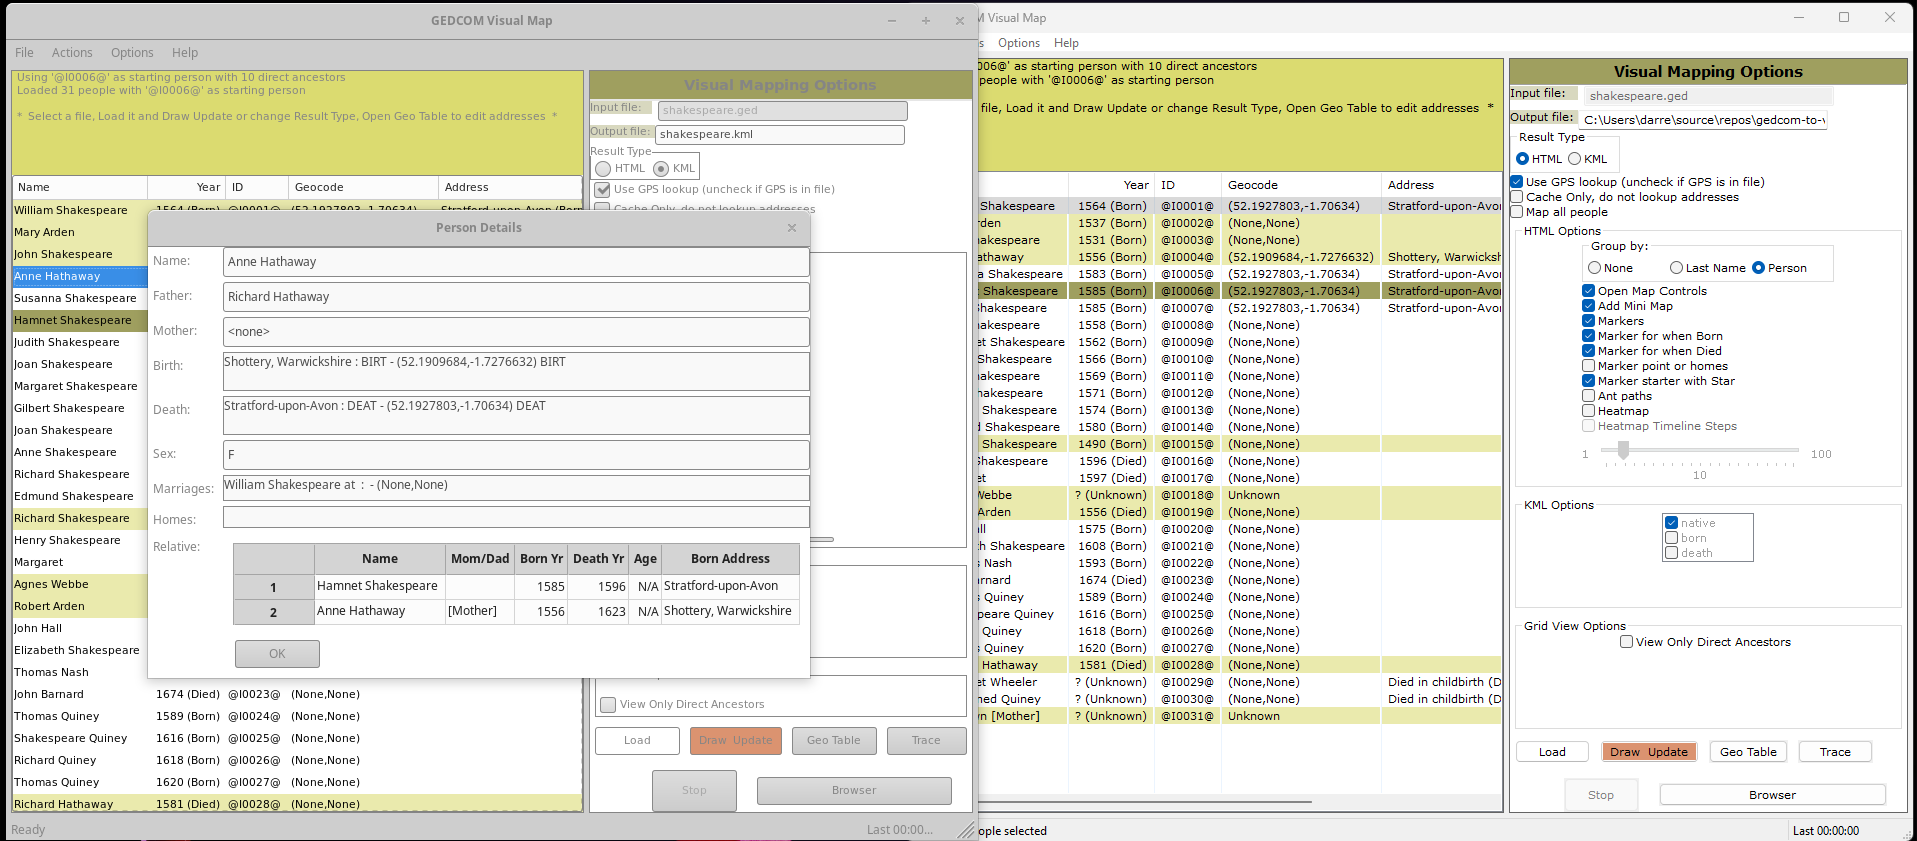 GEDCOM Visual Map
File Actions Options Help
Using '@I0006@' as starting person with 10 direct ancestors
Loaded 31 people with '@I0006@' as starting person
* Select a file, Load it and Draw Update or change Result Type, Open Geo Table to edit addresses *
Name Year ID Geocode Address
William Shakespeare 1564 (Born) @I0001@ (52.1927803,-1.70634) Stratford-upon-Avon (Born
Mary Arden
John Shakespeare
Anne Hathaway
Susanna Shakespeare
Hamnet Shakespeare
Judith Shakespeare
Joan Shakespeare
Margaret Shakespeare
Gilbert Shakespeare
Joan Shakespeare
Anne Shakespeare
Richard Shakespeare
Edmund Shakespeare
Richard Shakespeare
Henry Shakespeare
Margaret
Agnes Webbe
Robert Arden
John Hall
Elizabeth Shakespeare
Thomas Nash
John Barnard 1674 (Died) @I0023@ (None,None)
Thomas Quiney 1589 (Born) @I0024@ (None,None)
Shakespeare Quiney 1616 (Born) @I0025@ (None,None)
Richard Quiney 1618 (Born) @I0026@ (None,None)
Thomas Quiney 1620 (Born) @I0027@ (None,None)
Richard Hathaway 1581 (Died) @I0028@ (None,None)
Ready Last 00:00...
Visual Mapping Options
Input file: shakespeare.ged
Output file: shakespeare.kml
Result Type
HTML KML
Use GPS lookup (uncheck if GPS is in file)
Cache Only, do not lookup addresses
View Only Direct Ancestors
Load Draw Update Geo Table Trace
Stop Browser
Person Details
Name: Anne Hathaway
Father: Richard Hathaway
Mother: <none>
Birth: Shottery, Warwickshire : BIRT - (52.1909684,-1.7276632) BIRT
Death: Stratford-upon-Avon : DEAT - (52.1927803,-1.70634) DEAT
Sex: F
Marriages: William Shakespeare at : - (None,None)
Homes:
Relative:
Name Mom/Dad Born Yr Death Yr Age Born Address
1 Hamnet Shakespeare 1585 1596 N/A Stratford-upon-Avon
2 Anne Hathaway [Mother] 1556 1623 N/A Shottery, Warwickshire
OK
M Visual Map
s Options Help
006@' as starting person with 10 direct ancestors
people with '@I0006@' as starting person
file, Load it and Draw Update or change Result Type, Open Geo Table to edit addresses *
Year ID Geocode Address
Shakespeare 1564 (Born) @I0001@ (52.1927803,-1.70634) Stratford-upon-Avon
rden 1537 (Born) @I0002@ (None,None)
hakespeare 1531 (Born) @I0003@ (None,None)
athaway 1556 (Born) @I0004@ (52.1909684,-1.7276632) Shottery, Warwicksh
a Shakespeare 1583 (Born) @I0005@ (52.1927803,-1.70634) Stratford-upon-Avon
Shakespeare 1585 (Born) @I0006@ (52.1927803,-1.70634) Stratford-upon-Avon
Shakespeare 1585 (Born) @I0007@ (52.1927803,-1.70634) Stratford-upon-Avon
hakespeare 1558 (Born) @I0008@ (None,None)
et Shakespeare 1562 (Born) @I0009@ (None,None)
Shakespeare 1566 (Born) @I0010@ (None,None)
hakespeare 1569 (Born) @I0011@ (None,None)
hakespeare 1571 (Born) @I0012@ (None,None)
Shakespeare 1574 (Born) @I0013@ (None,None)
d Shakespeare 1580 (Born) @I0014@ (None,None)
Shakespeare 1490 (Born) @I0015@ (None,None)
Shakespeare 1596 (Died) @I0016@ (None,None)
et 1597 (Died) @I0017@ (None,None)
Webbe ? (Unknown) @I0018@ Unknown
Arden 1556 (Died) @I0019@ (None,None)
ll 1575 (Born) @I0020@ (None,None)
th Shakespeare 1608 (Born) @I0021@ (None,None)
s Nash 1593 (Born) @I0022@ (None,None)
rnard 1674 (Died) @I0023@ (None,None)
s Quiney 1589 (Born) @I0024@ (None,None)
peare Quiney 1616 (Born) @I0025@ (None,None)
Quiney 1618 (Born) @I0026@ (None,None)
s Quiney 1620 (Born) @I0027@ (None,None)
Hathaway 1581 (Died) @I0028@ (None,None)
et Wheeler ? (Unknown) @I0029@ (None,None) Died in childbirth (D
ned Quiney ? (Unknown) @I0030@ (None,None) Died in childbirth (D
n [Mother] ? (Unknown) @I0031@ Unknown
ople selected Last 00:00:00
Visual Mapping Options
Input file: shakespeare.ged
Output file: C:\Users\darre\source\repos\gedcom-to-v
Result Type
HTML KML
Use GPS lookup (uncheck if GPS is in file)
Cache Only, do not lookup addresses
Map all people
HTML Options
Group by:
None Last Name Person
Open Map Controls
Add Mini Map
Markers
Marker for when Born
Marker for when Died
Marker point or homes
Marker starter with Star
Ant paths
Heatmap
Heatmap Timeline Steps
1 100
10
KML Options
native
born
death
Grid View Options
View Only Direct Ancestors
Load Draw Update Geo Table Trace
Stop Browser